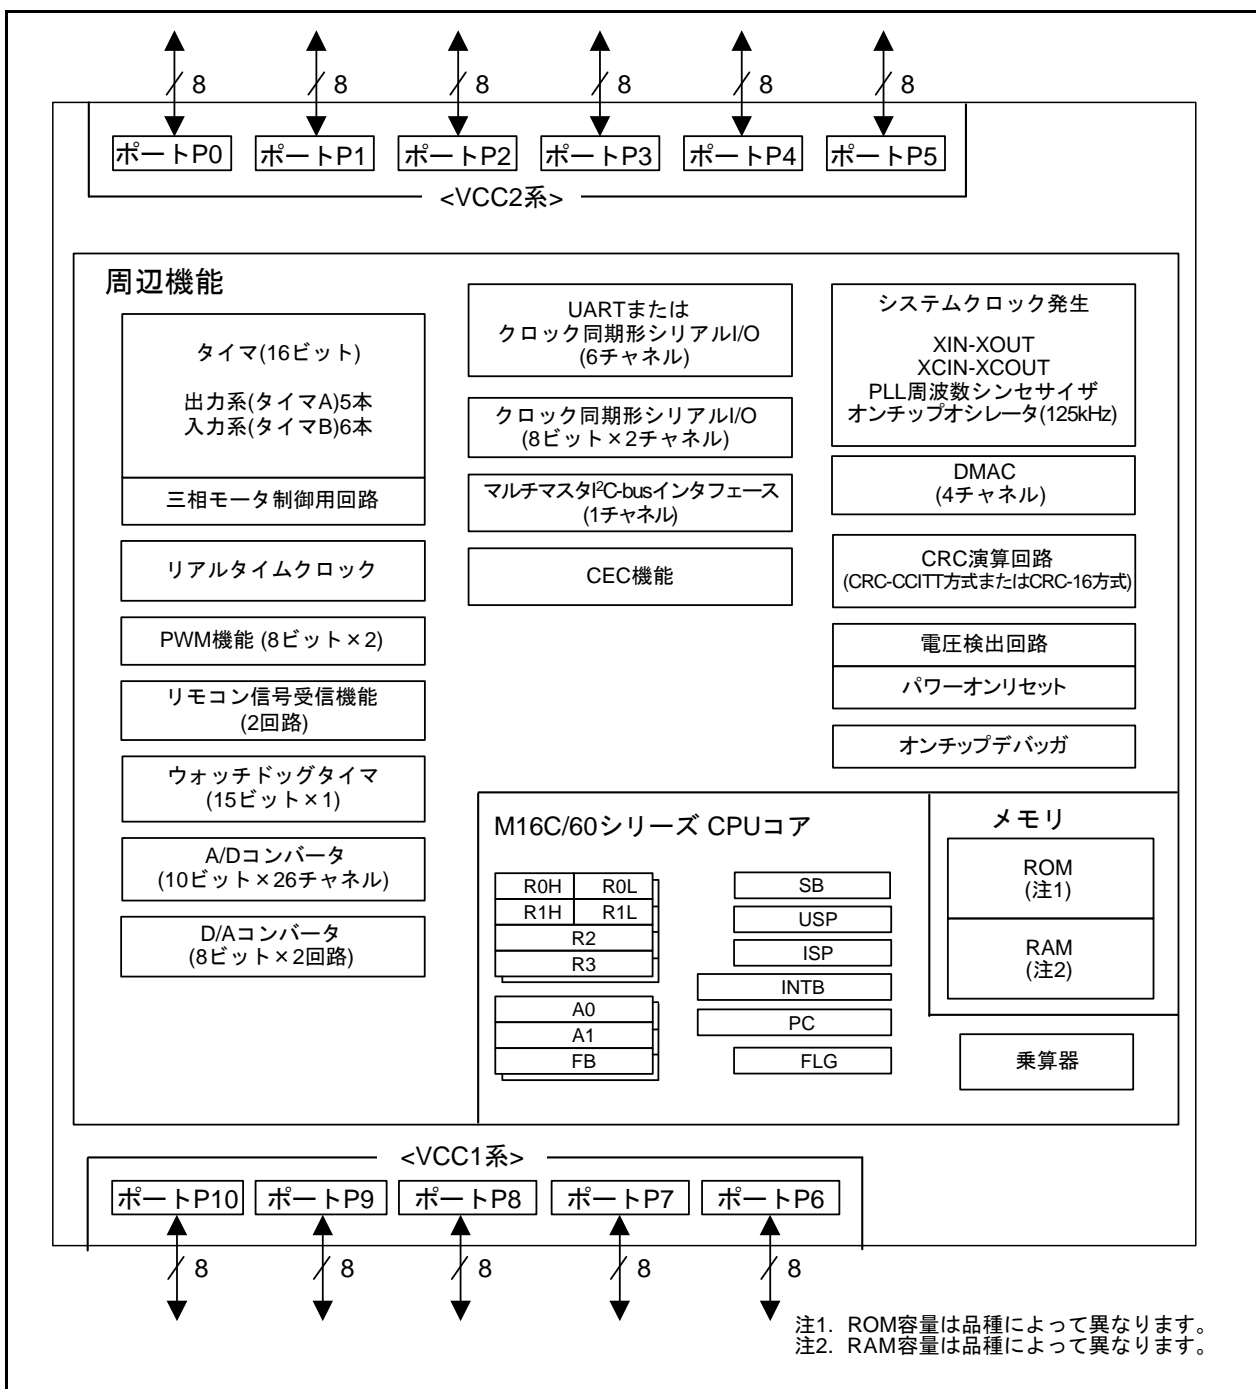 8 8 8 8 8 8
ポートP0 ポートP1 ポートP2 ポートP3 ポートP4 ポートP5
<VCC2系>
周辺機能
タイマ(16ビット)
出力系(タイマA)5本
入力系(タイマB)6本
三相モータ制御用回路
リアルタイムクロック
PWM機能 (8ビット×2)
リモコン信号受信機能
(2回路)
ウォッチドッグタイマ
(15ビット×1)
A/Dコンバータ
(10ビット×26チャネル)
D/Aコンバータ
(8ビット×2回路)
UARTまたは
クロック同期形シリアルI/O
(6チャネル)
クロック同期形シリアルI/O
(8ビット×2チャネル)
マルチマスタI²C-busインタフェース
(1チャネル)
CEC機能
システムクロック発生
XIN-XOUT
XCIN-XCOUT
PLL周波数シンセサイザ
オンチップオシレータ(125kHz)
DMAC
(4チャネル)
CRC演算回路
(CRC-CCITT方式またはCRC-16方式)
電圧検出回路
パワーオンリセット
オンチップデバッガ
M16C/60シリーズ CPUコア
R0H R0L
R1H R1L
R2
R3
A0
A1
FB
SB
USP
ISP
INTB
PC
FLG
メモリ
ROM
(注1)
RAM
(注2)
乗算器
<VCC1系>
ポートP10 ポートP9 ポートP8 ポートP7 ポートP6
8 8 8 8 8
注1. ROM容量は品種によって異なります。
注2. RAM容量は品種によって異なります。